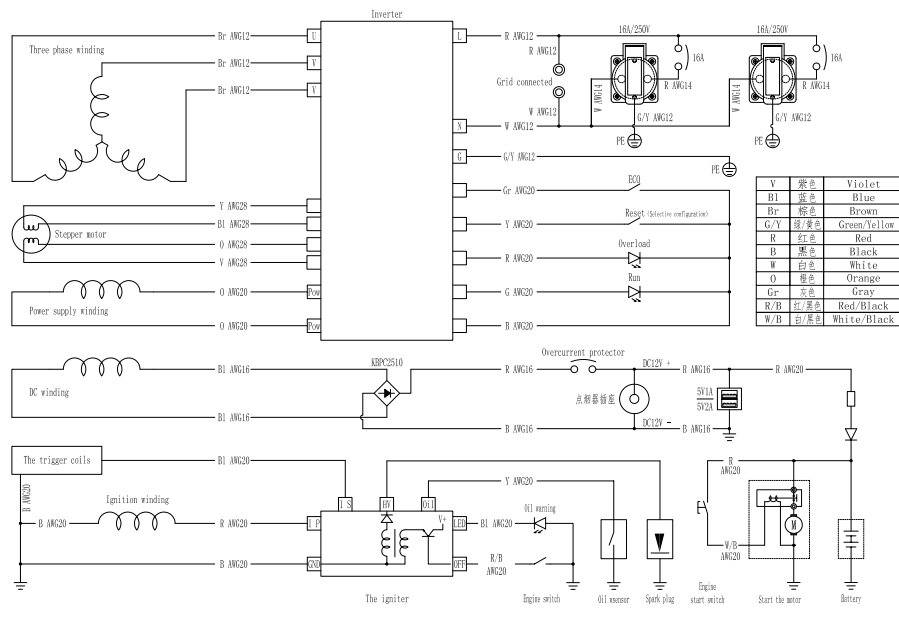 Inverter
Three phase winding
Br AWG12
U
Br AWG12
V
Br AWG12
V
L
R AWG12
R AWG12
Grid connected
W AWG12
N
W AWG12
16A/250V
16A
R AWG14
W AWG14
G/Y AWG12
PE
16A/250V
16A
R AWG14
W AWG14
G/Y AWG12
PE
G
G/Y AWG12
PE
Gr AWG20
ECO
Y AWG20
Reset (Selective configuration)
R AWG20
Overload
G AWG20
Run
B AWG20
Y AWG28
Bl AWG28
O AWG28
V AWG28
Stepper motor
O AWG20
Pow
Power supply winding
O AWG20
Pow
V 紫色 Violet
Bl 蓝色 Blue
Br 棕色 Brown
G/Y 绿/黄色 Green/Yellow
R 红色 Red
B 黑色 Black
W 白色 White
O 橙色 Orange
Gr 灰色 Gray
R/B 红/黑色 Red/Black
W/B 白/黑色 White/Black
DC winding
Bl AWG16
Bl AWG16
KBPC2510
R AWG16
Overcurrent protector
DC12V +
R AWG16
R AWG20
点烟器插座
5V1A
5V2A
B AWG16
DC12V -
B AWG16
The trigger coils
Bl AWG20
B AWG20
Ignition winding
B AWG20
R AWG20
B AWG20
I S
HV
Oil
I P
GND
V+
LED
OFF
The igniter
Y AWG20
Bl AWG20
Oil warning
R/B
AWG20
Engine switch
Oil wsensor
Spark plug
R
AWG20
W/B
AWG20
Engine
start switch
M
Start the motor
Battery